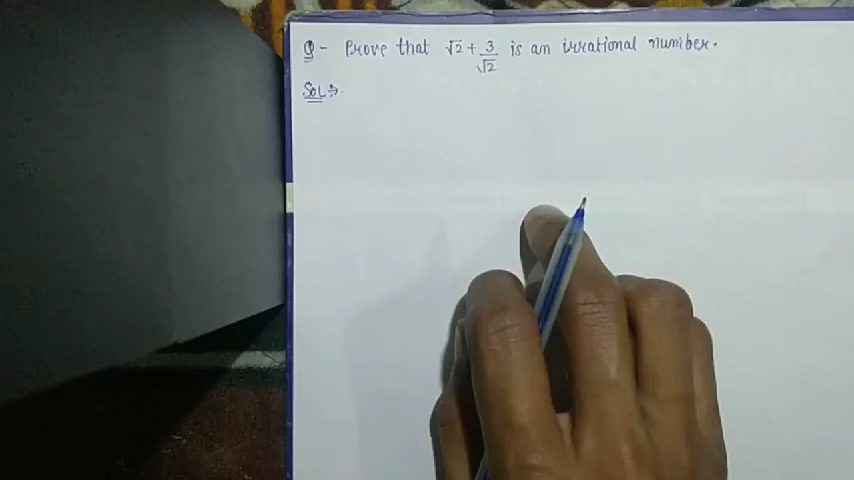 Q - Prove that √2 + 3/√2 is an irrational number.
Sol :-